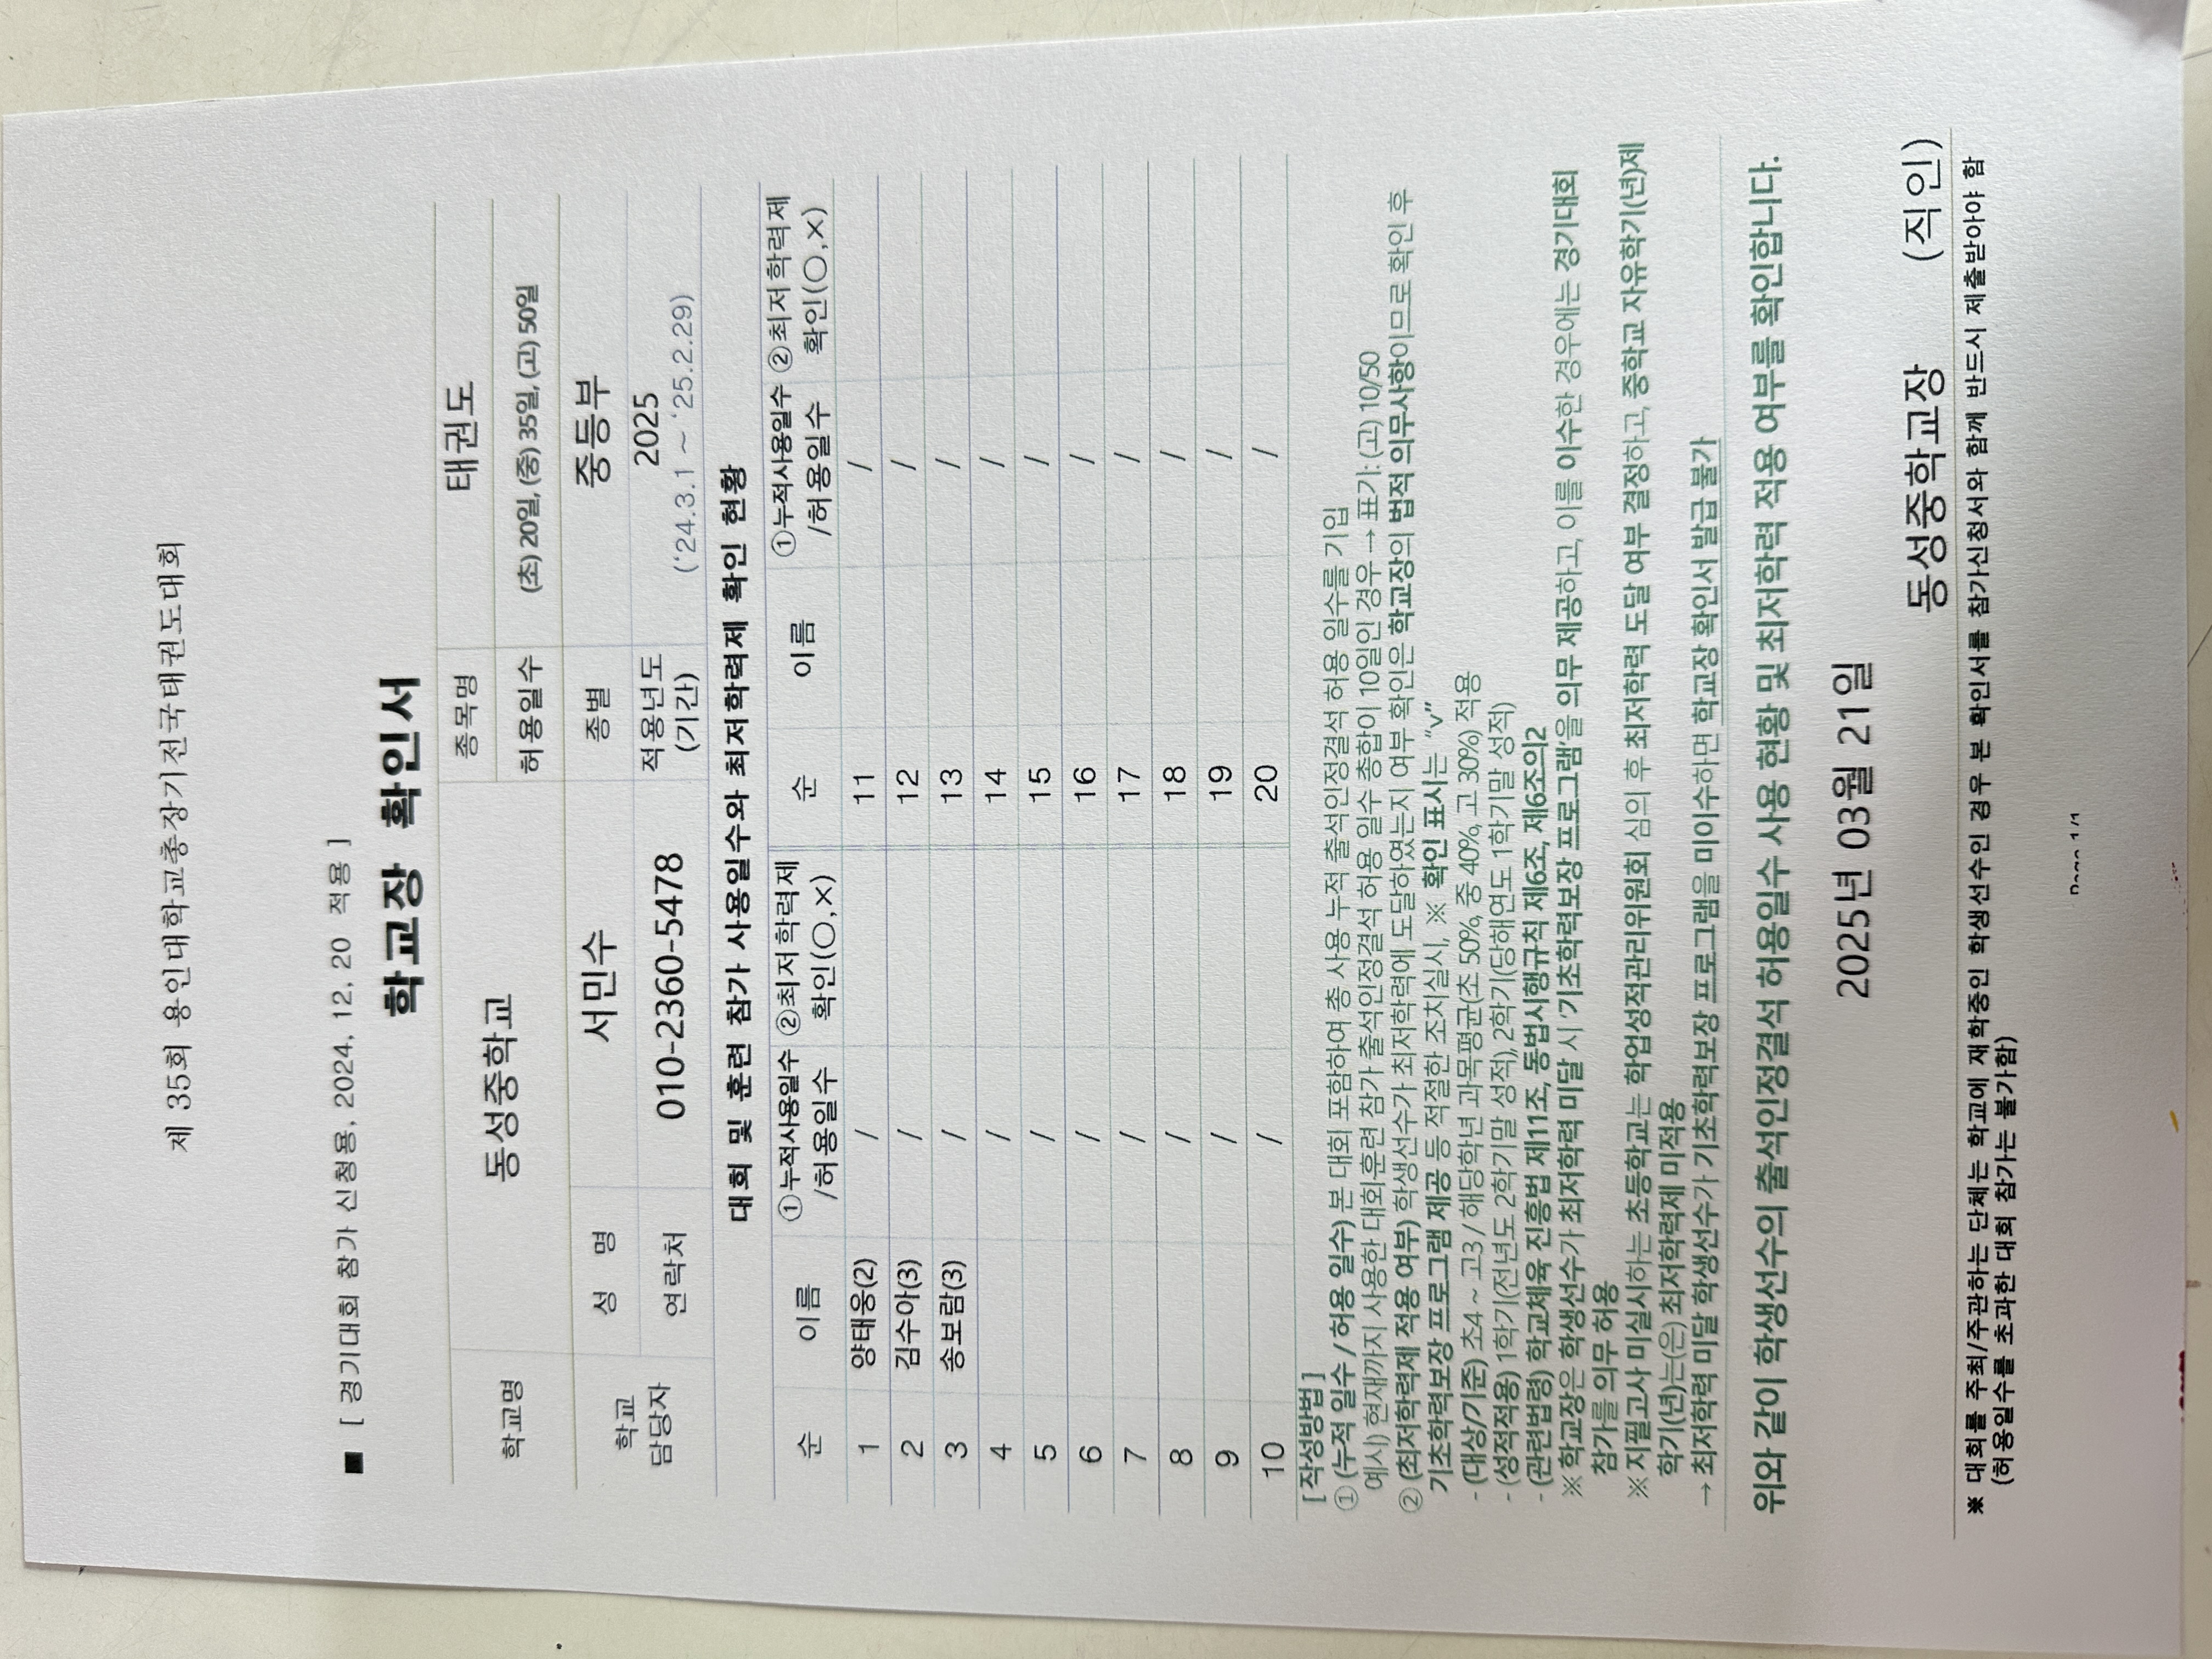 제 35회 용인대학교총장기전국태권도대회
■ [ 경기대회 참가 신청용, 2024, 12, 20 적용 ]
학교장 확인서
학교명 동성중학교 종목명 태권도
허용일수 (초) 20일, (중) 35일, (고) 50일
학교 담당자 성 명 서민수 종별 중등부
연락처 010-2360-5478 적용년도 (기간) 2025
('24.3.1 ~ '25.2.29)
대회 및 훈련 참가 사용일수와 최저학력제 확인 현황
순 이름 ①누적사용일수 /허용일수 ②최저학력제 확인(○,×) 순 이름 ①누적사용일수 /허용일수 ②최저학력제 확인(○,×)
1 양태웅(2) / 11 /
2 김수아(3) / 12 /
3 송보람(3) / 13 /
4 / 14 /
5 / 15 /
6 / 16 /
7 / 17 /
8 / 18 /
9 / 19 /
10 / 20 /
[ 작성방법 ]
① (누적 일수 / 허용 일수) 본 대회 포함하여 총 사용 누적 출석인정결석 허용 일수를 기입
예시) 현재까지 사용한 대회훈련 참가 출석인정결석 허용 일수 총합이 10일인 경우 → 표기: (고) 10/50
② (최저학력제 적용 여부) 학생선수가 최저학력에 도달하였는지 여부 확인은 학교장의 법적 의무사항이므로 확인 후
기초학력보장 프로그램 제공 등 적절한 조치실시, ※ 확인 표시는 "v"
- (대상/기준) 초4 ~ 고3 / 해당학년 과목평균(초 50%, 중 40%, 고 30%) 적용
- (성적적용) 1학기(전년도 2학기말 성적), 2학기(당해연도 1학기말 성적)
- (관련법령) 학교체육 진흥법 제11조, 동법시행규칙 제6조, 제6조의2
※ 학교장은 학생선수가 최저학력 미달 시 '기초학력보장 프로그램'을 의무 제공하고, 이를 이수한 경우에는 경기대회
참가를 의무 허용
※ 지필고사 미실시하는 초등학교는 학업성적관리위원회 심의 후 최저학력 도달 여부 결정하고, 중학교 자유학기(년)제
학기(년)는(은) 최저학력제 미적용
→ 최저학력 미달 학생선수가 기초학력보장 프로그램을 미이수하면 학교장 확인서 발급 불가
위와 같이 학생선수의 출석인정결석 허용일수 사용 현황 및 최저학력 적용 여부를 확인합니다.
2025년 03월 21일
동성중학교장 (직인)
※ 대회를 주최/주관하는 단체는 학교에 재학중인 학생선수인 경우 본 확인서를 참가신청서와 함께 반드시 제출받아야 함
(허용일수를 초과한 대회 참가는 불가함)
Page 1/1